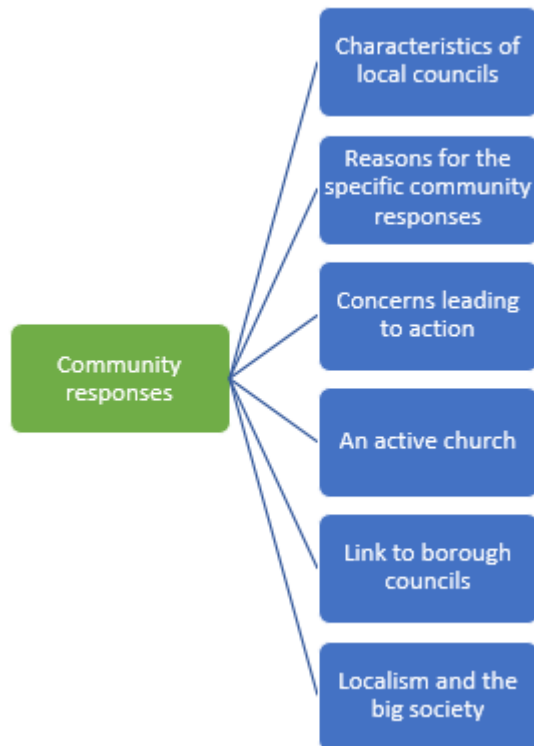 Characteristics of
local councils
Reasons for the
specific community
responses
Concerns leading
to action
Community
responses
An active church
Link to borough
councils
Localism and the
big society